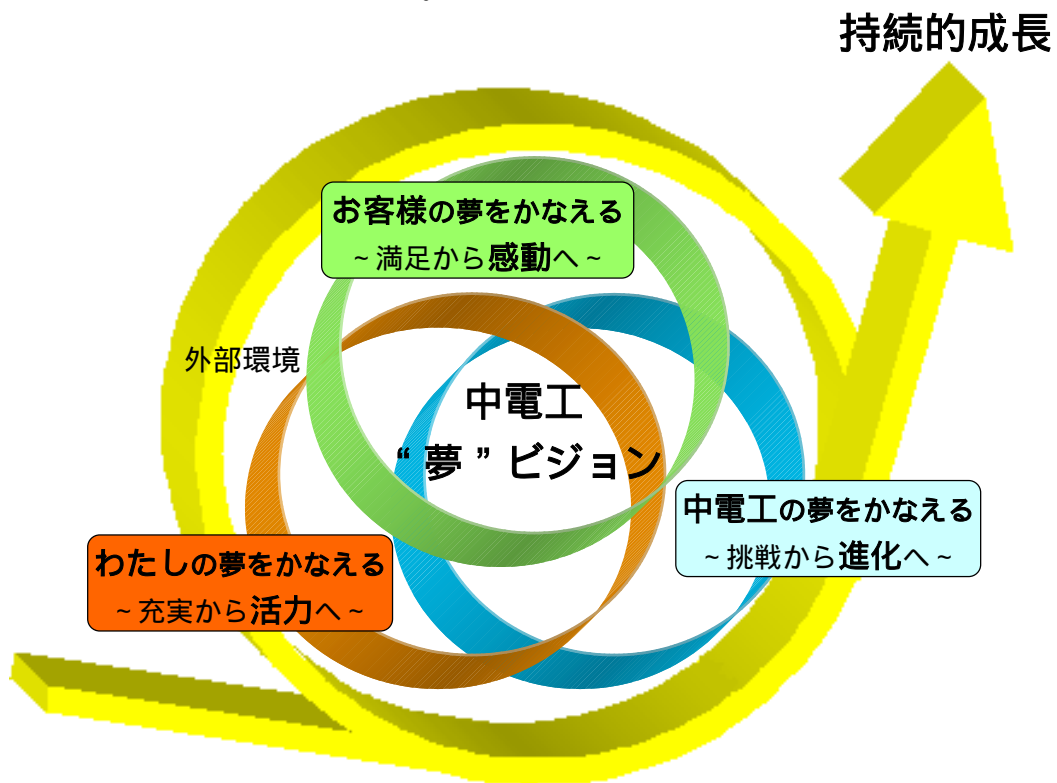 持続的成長
お客様の夢をかなえる
~満足から感動へ~
外部環境
中電工
“夢”ビジョン
中電工の夢をかなえる
~挑戦から進化へ~
わたしの夢をかなえる
~充実から活力へ~